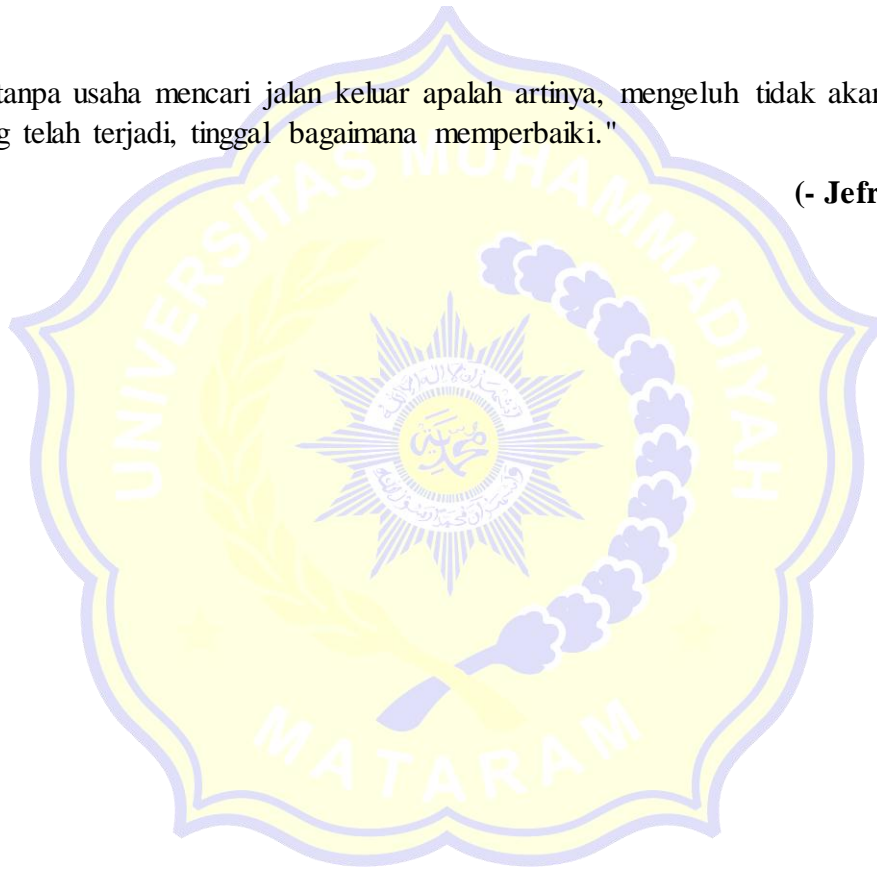 tanpa usaha mencari jalan keluar apalah artinya, mengeluh tidak akan
telah terjadi, tinggal bagaimana memperbaiki."
(- Jefr
UNIVERSITAS MUHAMMADIYAH
MATARAM